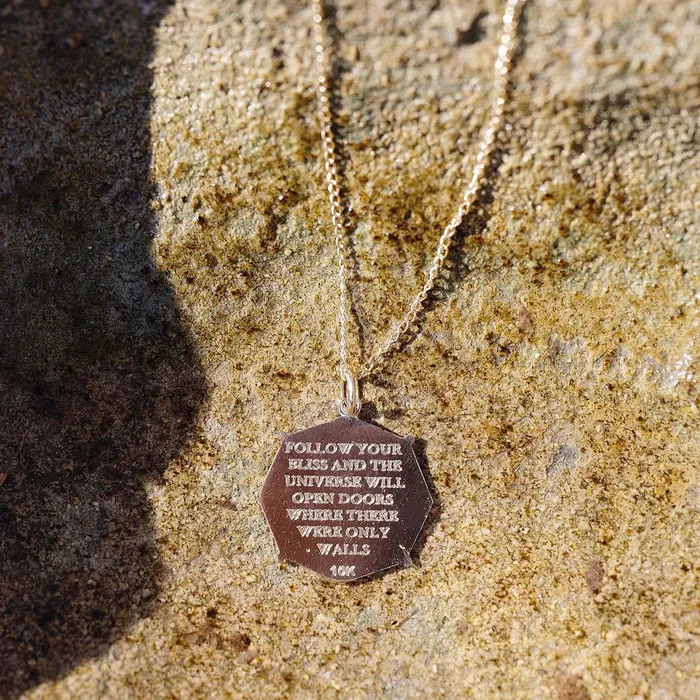 FOLLOW YOUR
BLISS AND THE
UNIVERSE WILL
OPEN DOORS
WHERE THERE
WERE ONLY
WALLS
10K